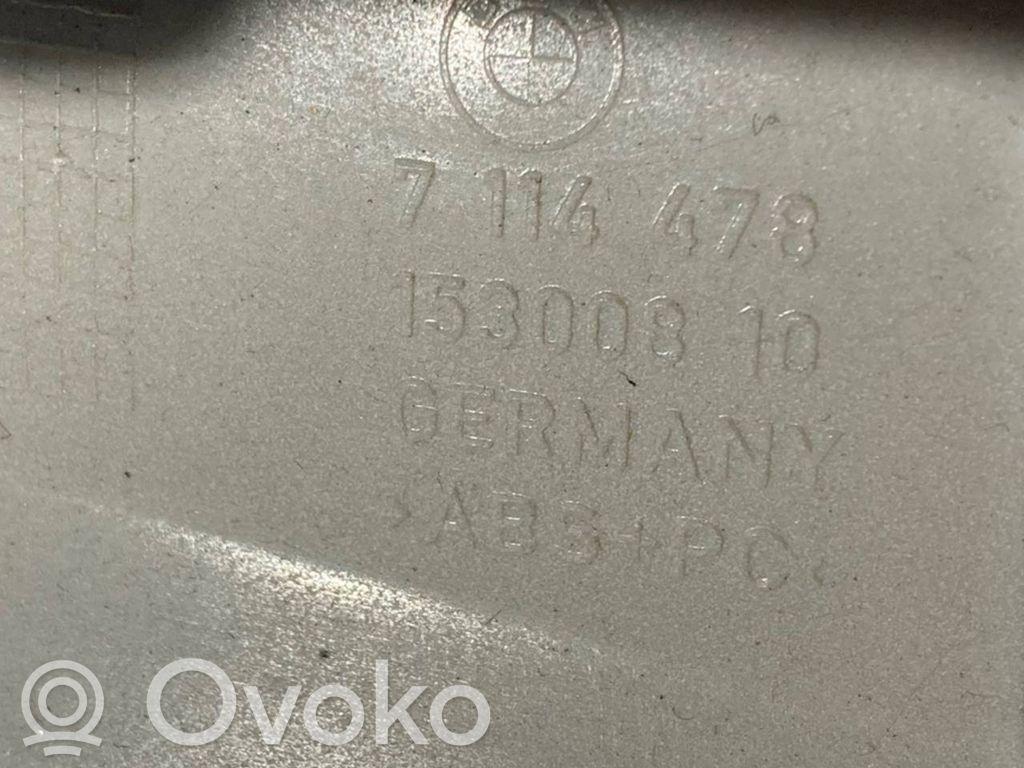 7 114 478
153008 10
GERMANY
>ABS+PC<
Ovoko